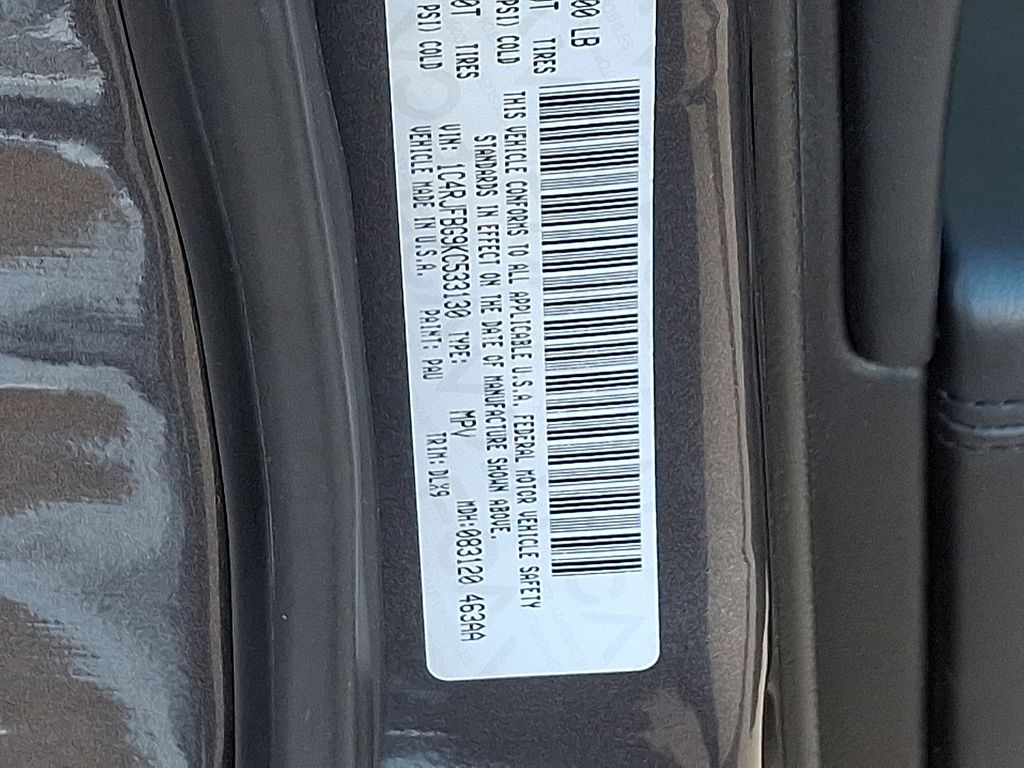 00 LB
0T TIRES
PSI) COLD
0T TIRES
PSI) COLD
THIS VEHICLE CONFORMS TO ALL APPLICABLE U.S.A. FEDERAL MOTOR VEHICLE SAFETY
STANDARDS IN EFFECT ON THE DATE OF MANUFACTURE SHOWN ABOVE.
VIN: 1C4RJFBG9KC533130 TYPE: MPV MDH:083120 463AA
VEHICLE MADE IN U.S.A. PAINT: PAU TRIM:DLX9